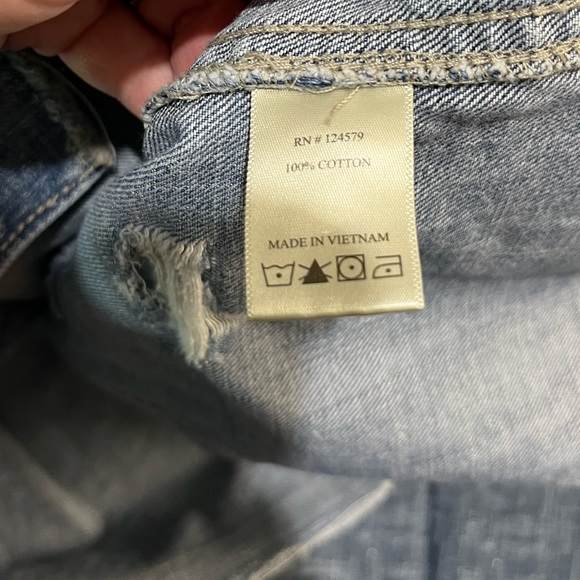 RN # 124579
100% COTTON
MADE IN VIETNAM